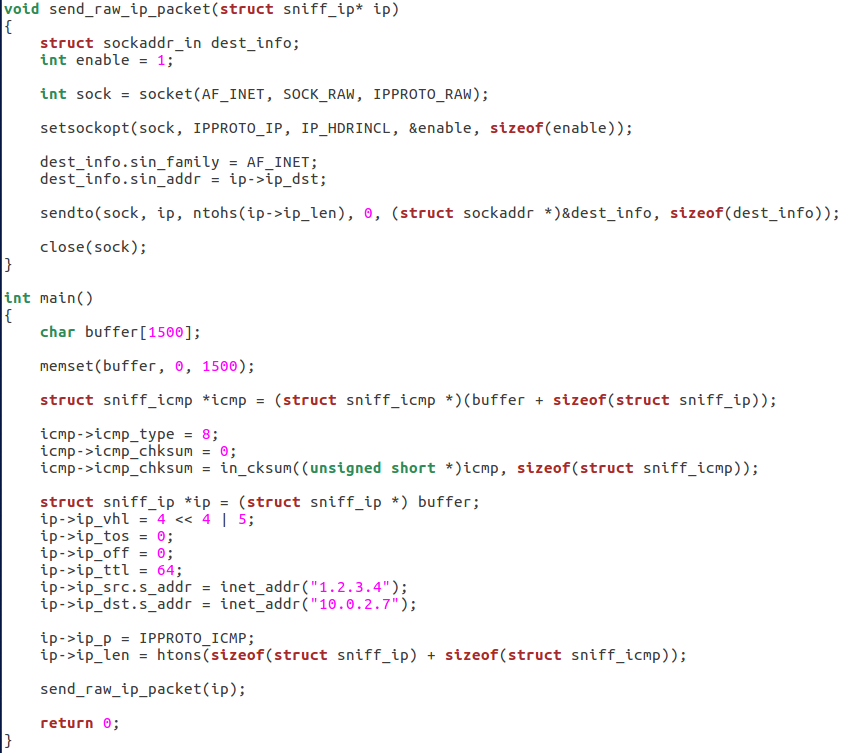 void send_raw_ip_packet(struct sniff_ip* ip)
{
    struct sockaddr_in dest_info;
    int enable = 1;

    int sock = socket(AF_INET, SOCK_RAW, IPPROTO_RAW);

    setsockopt(sock, IPPROTO_IP, IP_HDRINCL, &enable, sizeof(enable));

    dest_info.sin_family = AF_INET;
    dest_info.sin_addr = ip->ip_dst;

    sendto(sock, ip, ntohs(ip->ip_len), 0, (struct sockaddr *)&dest_info, sizeof(dest_info));

    close(sock);
}

int main()
{
    char buffer[1500];

    memset(buffer, 0, 1500);

    struct sniff_icmp *icmp = (struct sniff_icmp *)(buffer + sizeof(struct sniff_ip));

    icmp->icmp_type = 8;
    icmp->icmp_chksum = 0;
    icmp->icmp_chksum = in_cksum((unsigned short *)icmp, sizeof(struct sniff_icmp));

    struct sniff_ip *ip = (struct sniff_ip *) buffer;
    ip->ip_vhl = 4 << 4 | 5;
    ip->ip_tos = 0;
    ip->ip_off = 0;
    ip->ip_ttl = 64;
    ip->ip_src.s_addr = inet_addr("1.2.3.4");
    ip->ip_dst.s_addr = inet_addr("10.0.2.7");

    ip->ip_p = IPPROTO_ICMP;
    ip->ip_len = htons(sizeof(struct sniff_ip) + sizeof(struct sniff_icmp));

    send_raw_ip_packet(ip);

    return 0;
}